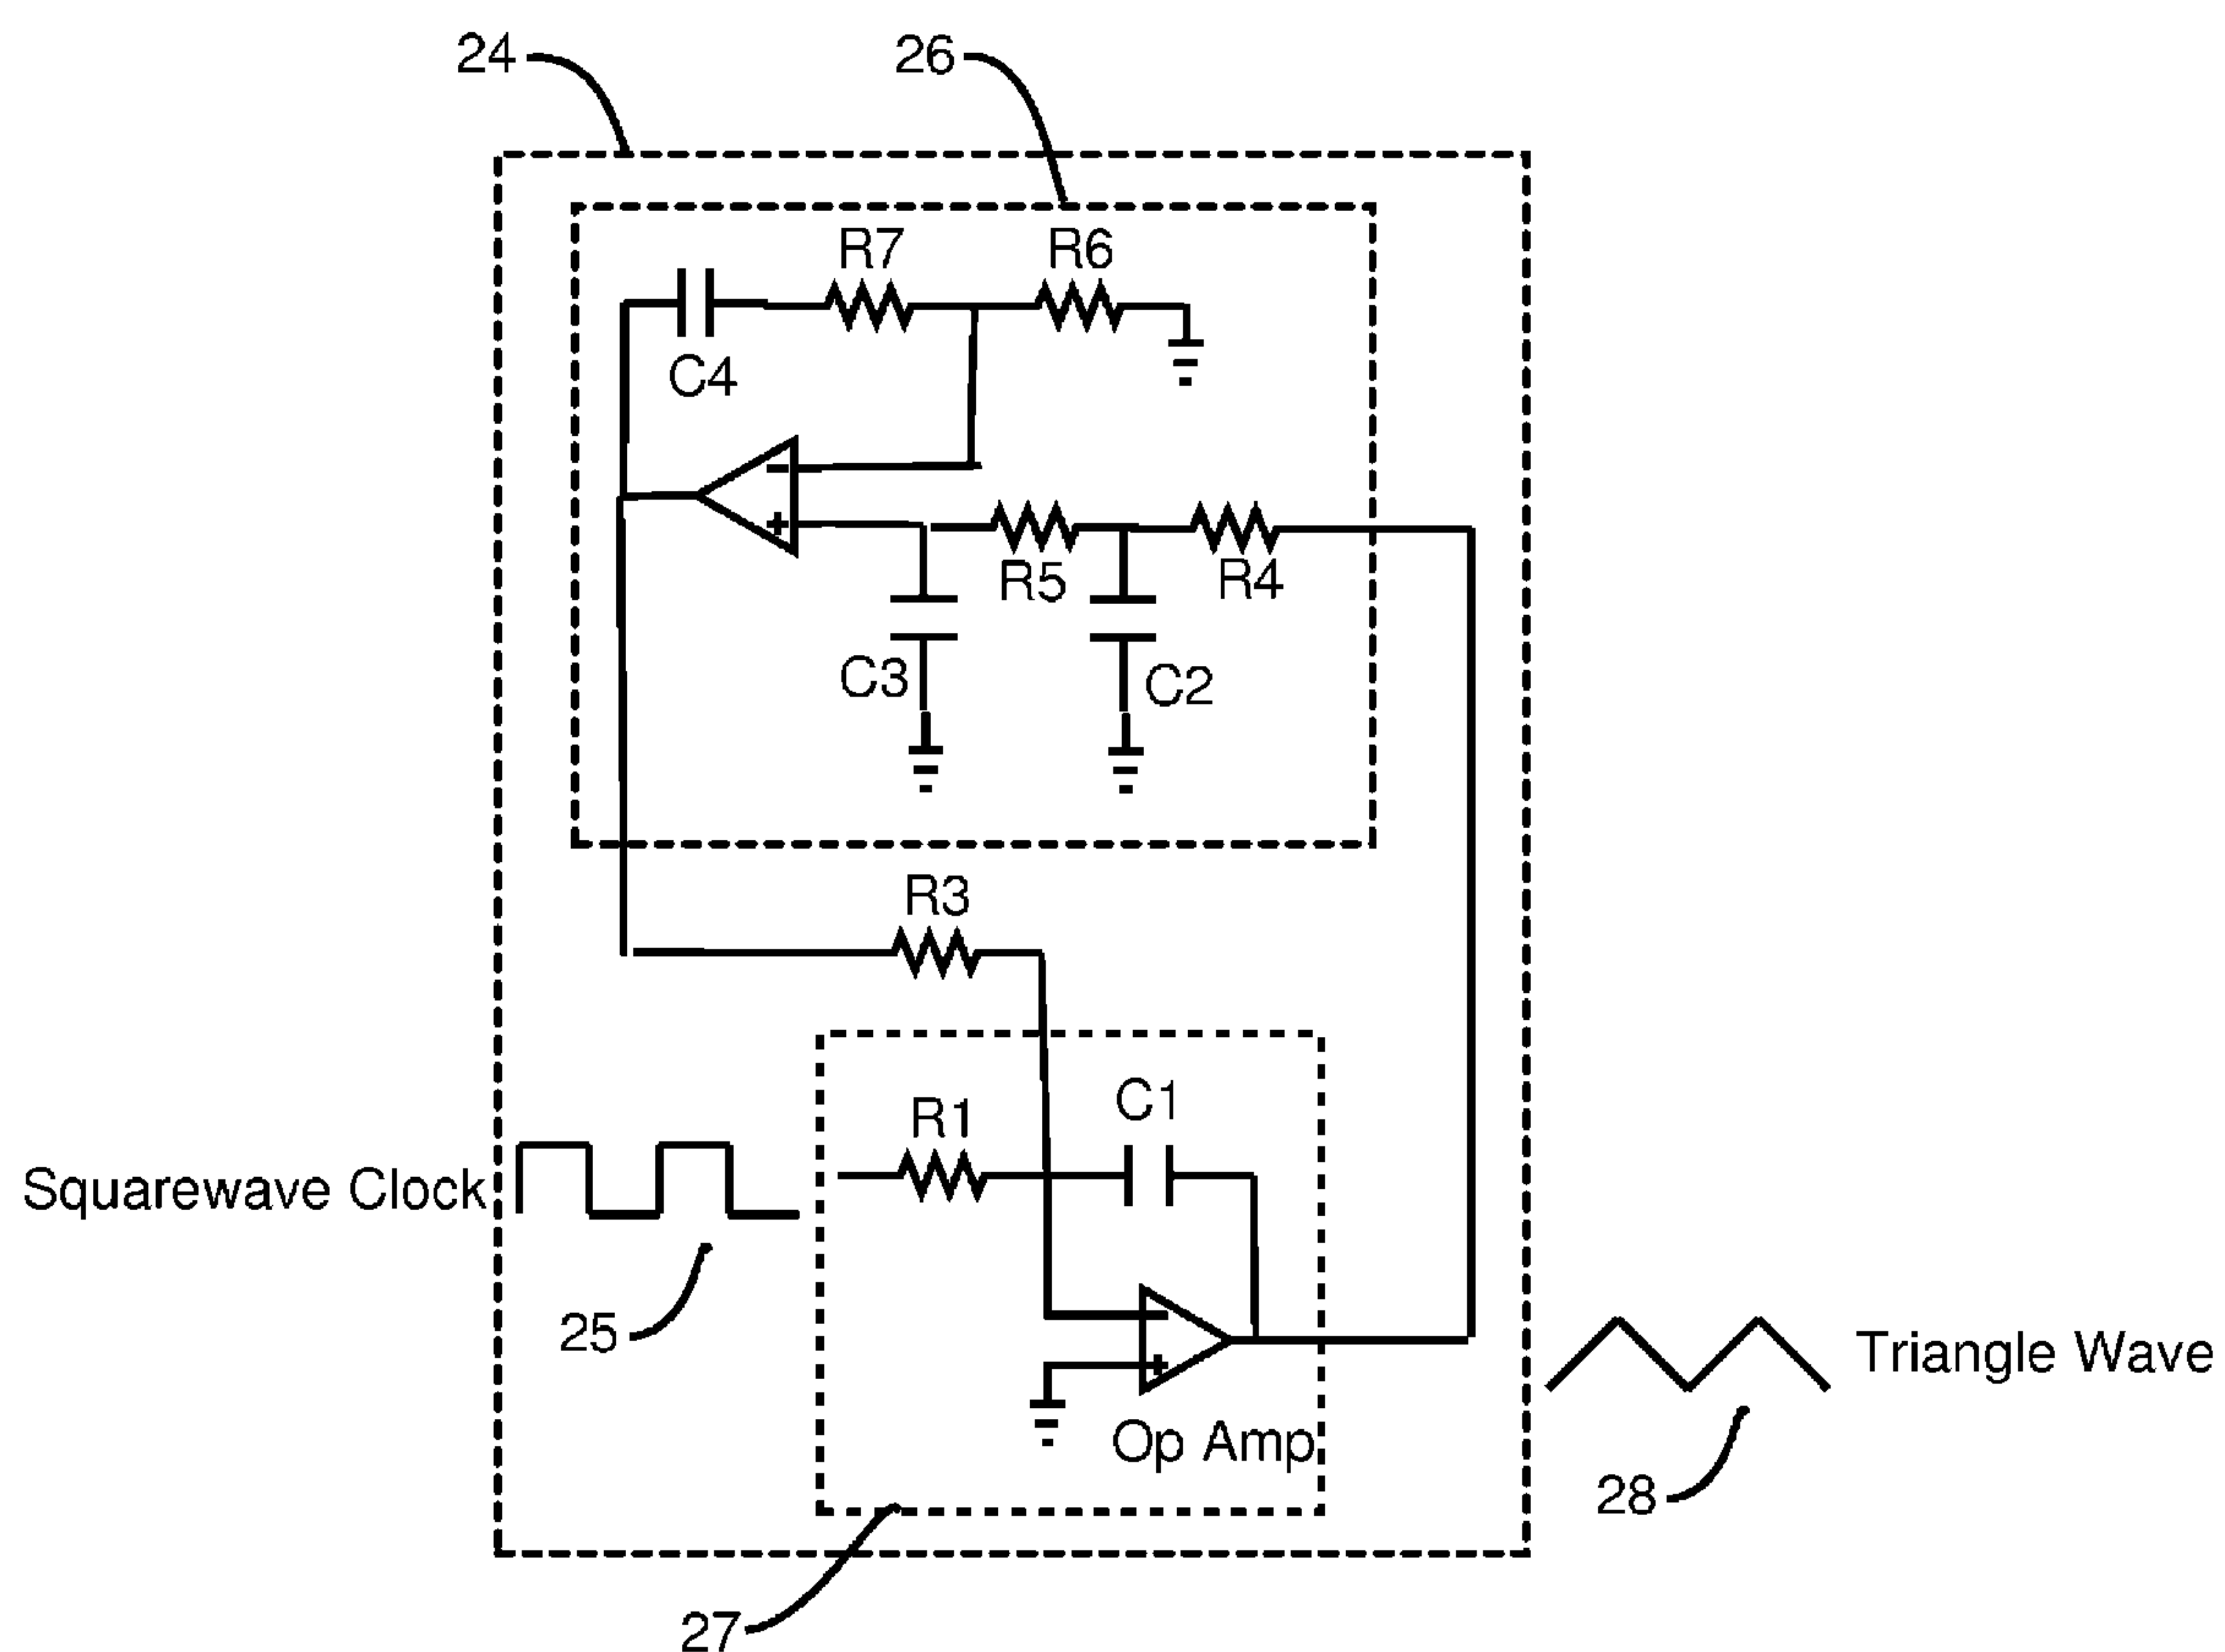 24
26
R7
R6
C4
-
+
R5
R4
C3
C2
R3
R1
C1
Squarewave Clock
25
-
+
Triangle Wave
Op Amp
28
27